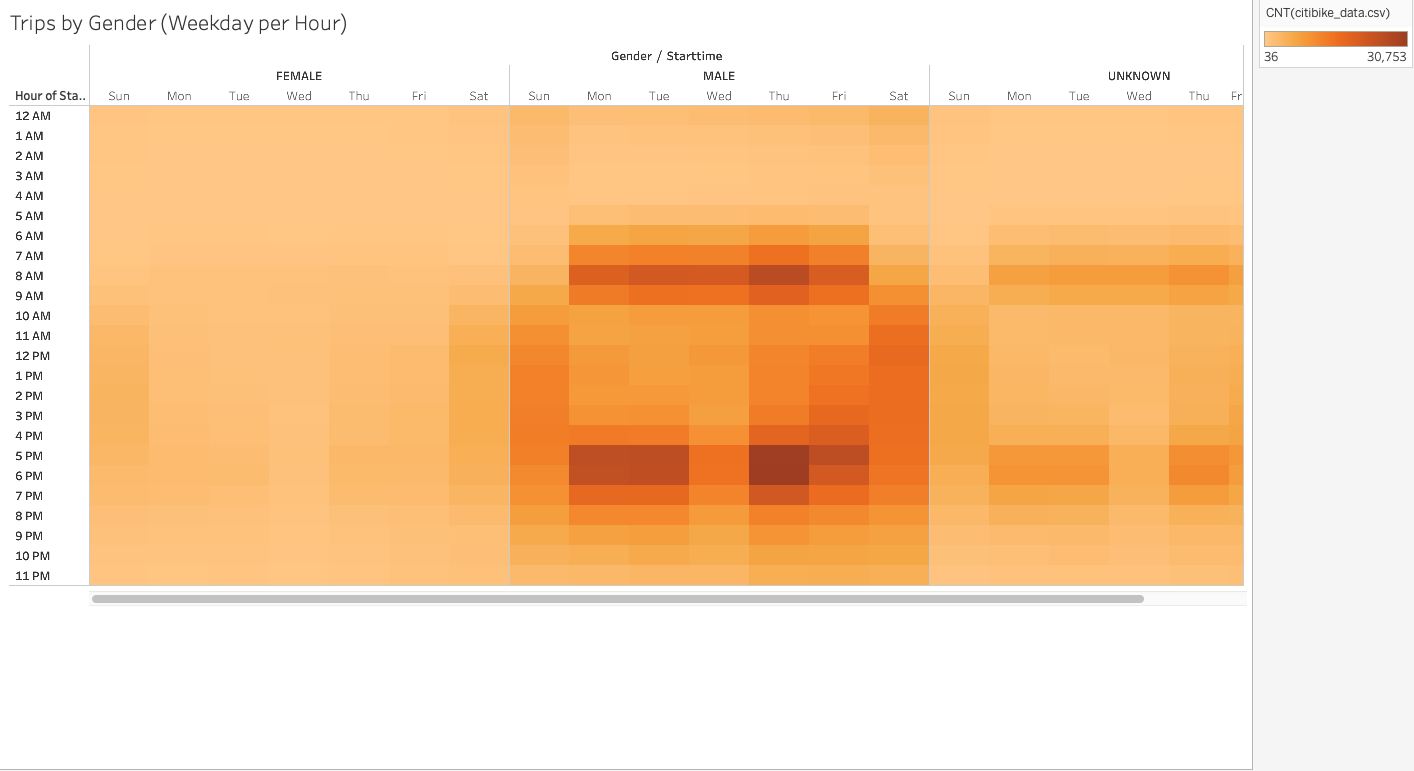 Trips by Gender (Weekday per Hour)
CNT(citibike_data.csv)
36 30,753
Gender / Starttime
FEMALE MALE UNKNOWN
Hour of Sta.. Sun Mon Tue Wed Thu Fri Sat Sun Mon Tue Wed Thu Fri Sat Sun Mon Tue Wed Thu Fr
12 AM
1 AM
2 AM
3 AM
4 AM
5 AM
6 AM
7 AM
8 AM
9 AM
10 AM
11 AM
12 PM
1 PM
2 PM
3 PM
4 PM
5 PM
6 PM
7 PM
8 PM
9 PM
10 PM
11 PM